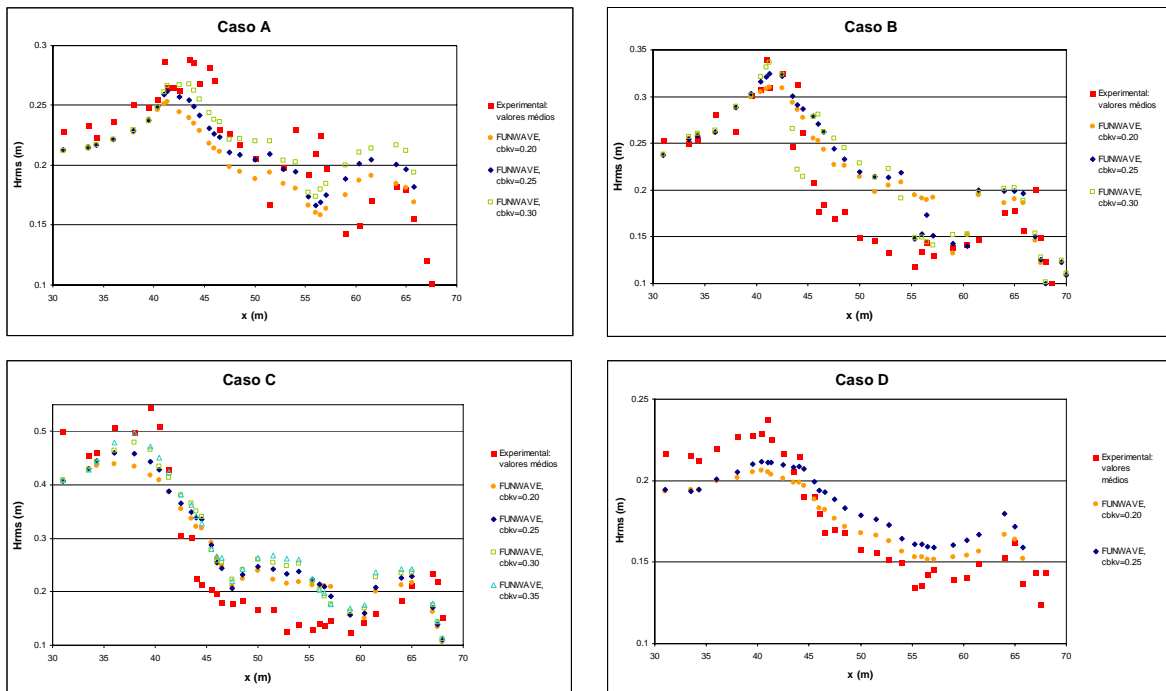 Caso A
0.3
0.25
0.2
0.15
0.1
Hrms (m)
30 35 40 45 50 55 60 65 70
x (m)
Experimental:
valores médios
FUNWAVE,
cbkv=0.20
FUNWAVE,
cbkv=0.25
FUNWAVE,
cbkv=0.30
Caso B
0.35
0.3
0.25
0.2
0.15
0.1
Hrms (m)
30 35 40 45 50 55 60 65 70
x (m)
Experimental:
valores médios
FUNWAVE,
cbkv=0.20
FUNWAVE,
cbkv=0.25
FUNWAVE,
cbkv=0.30
Caso C
0.5
0.4
0.3
0.2
0.1
Hrms (m)
30 35 40 45 50 55 60 65 70
x (m)
Experimental:
valores médios
FUNWAVE,
cbkv=0.20
FUNWAVE,
cbkv=0.25
FUNWAVE,
cbkv=0.30
FUNWAVE,
cbkv=0.35
Caso D
0.25
0.2
0.15
0.1
Hrms (m)
30 35 40 45 50 55 60 65 70
x (m)
Experimental:
valores médios
FUNWAVE,
cbkv=0.20
FUNWAVE,
cbkv=0.25